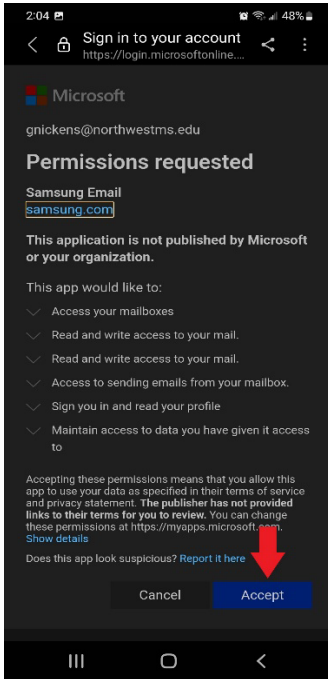 2:04
48%
Sign in to your account
https://login.microsoftonline....
Microsoft
gnickens@northwestms.edu
Permissions requested
Samsung Email
samsung.com
This application is not published by Microsoft
or your organization.
This app would like to:
Access your mailboxes
Read and write access to your mail.
Read and write access to your mail.
Access to sending emails from your mailbox.
Sign you in and read your profile
Maintain access to data you have given it access
to
Accepting these permissions means that you allow this
app to use your data as specified in their terms of service
and privacy statement. The publisher has not provided
links to their terms for you to review. You can change
these permissions at https://myapps.microsoft.com.
Show details
Does this app look suspicious? Report it here
Cancel
Accept